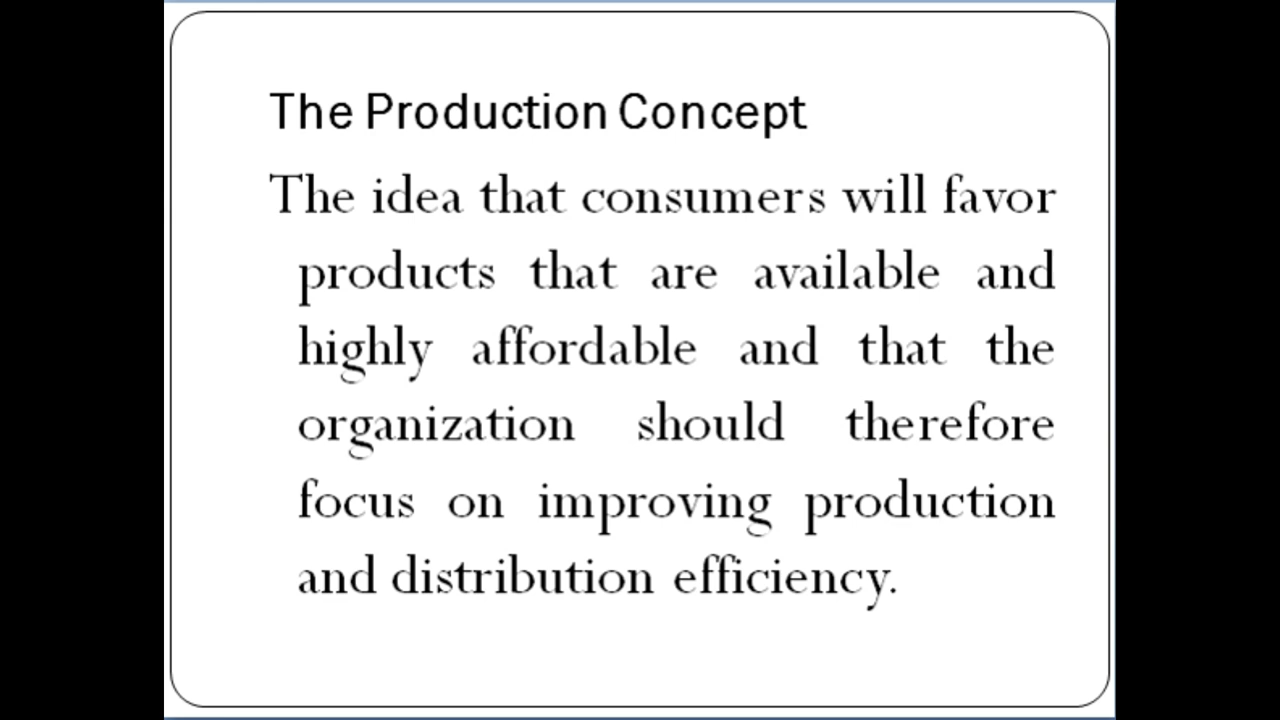 The Production Concept
The idea that consumers will favor
products that are available and
highly affordable and that the
organization should therefore
focus on improving production
and distribution efficiency.